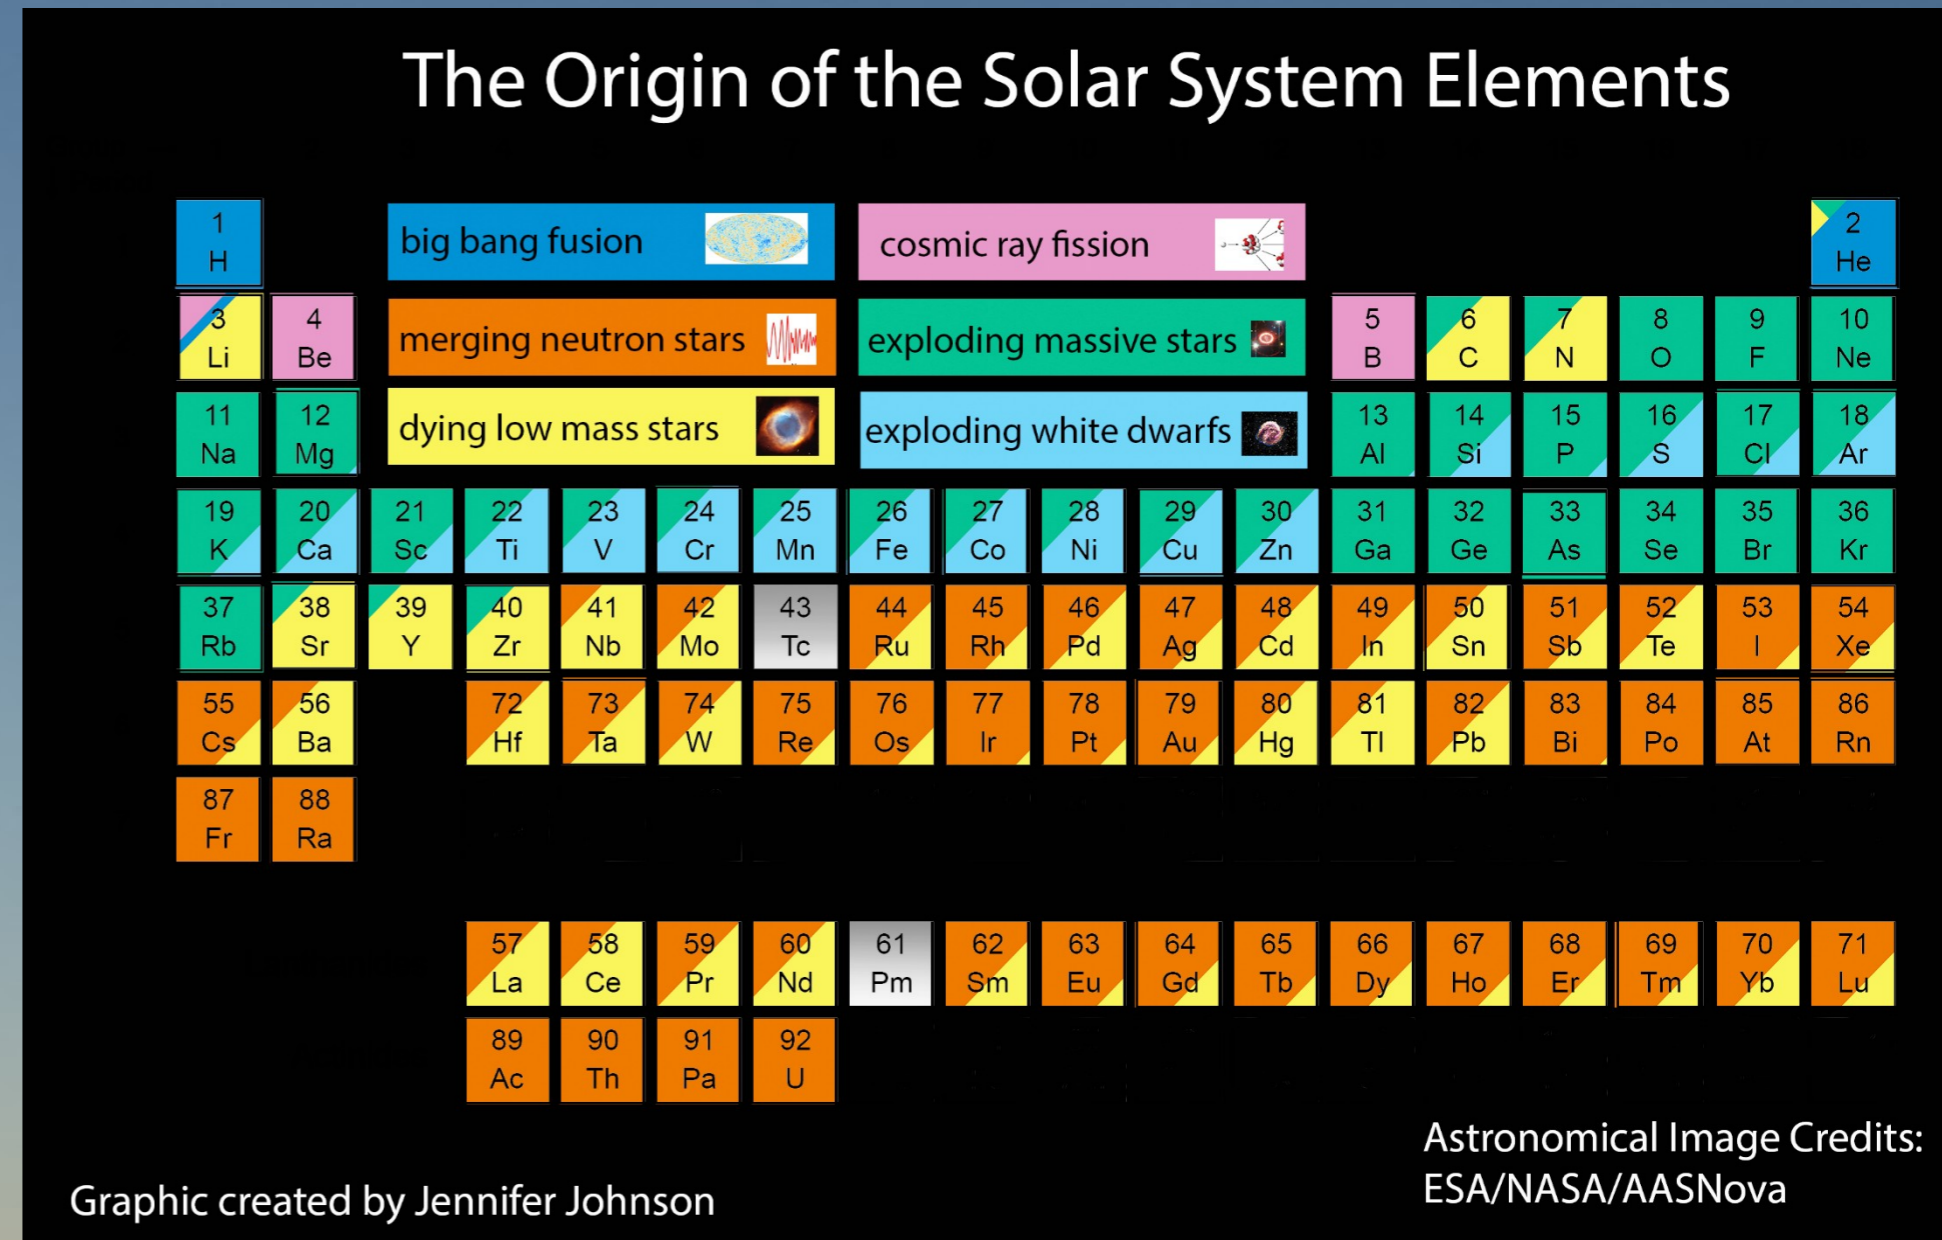 The Origin of the Solar System Elements
1
H
big bang fusion
cosmic ray fission
2
He
3
Li
4
Be
merging neutron stars
exploding massive stars
5
B
6
C
7
N
8
O
9
F
10
Ne
11
Na
12
Mg
dying low mass stars
exploding white dwarfs
13
Al
14
Si
15
P
16
S
17
Cl
18
Ar
19
K
20
Ca
21
Sc
22
Ti
23
V
24
Cr
25
Mn
26
Fe
27
Co
28
Ni
29
Cu
30
Zn
31
Ga
32
Ge
33
As
34
Se
35
Br
36
Kr
37
Rb
38
Sr
39
Y
40
Zr
41
Nb
42
Mo
43
Tc
44
Ru
45
Rh
46
Pd
47
Ag
48
Cd
49
In
50
Sn
51
Sb
52
Te
53
I
54
Xe
55
Cs
56
Ba
72
Hf
73
Ta
74
W
75
Re
76
Os
77
Ir
78
Pt
79
Au
80
Hg
81
Tl
82
Pb
83
Bi
84
Po
85
At
86
Rn
87
Fr
88
Ra
57
La
58
Ce
59
Pr
60
Nd
61
Pm
62
Sm
63
Eu
64
Gd
65
Tb
66
Dy
67
Ho
68
Er
69
Tm
70
Yb
71
Lu
89
Ac
90
Th
91
Pa
92
U
Graphic created by Jennifer Johnson
Astronomical Image Credits:
ESA/NASA/AASNova